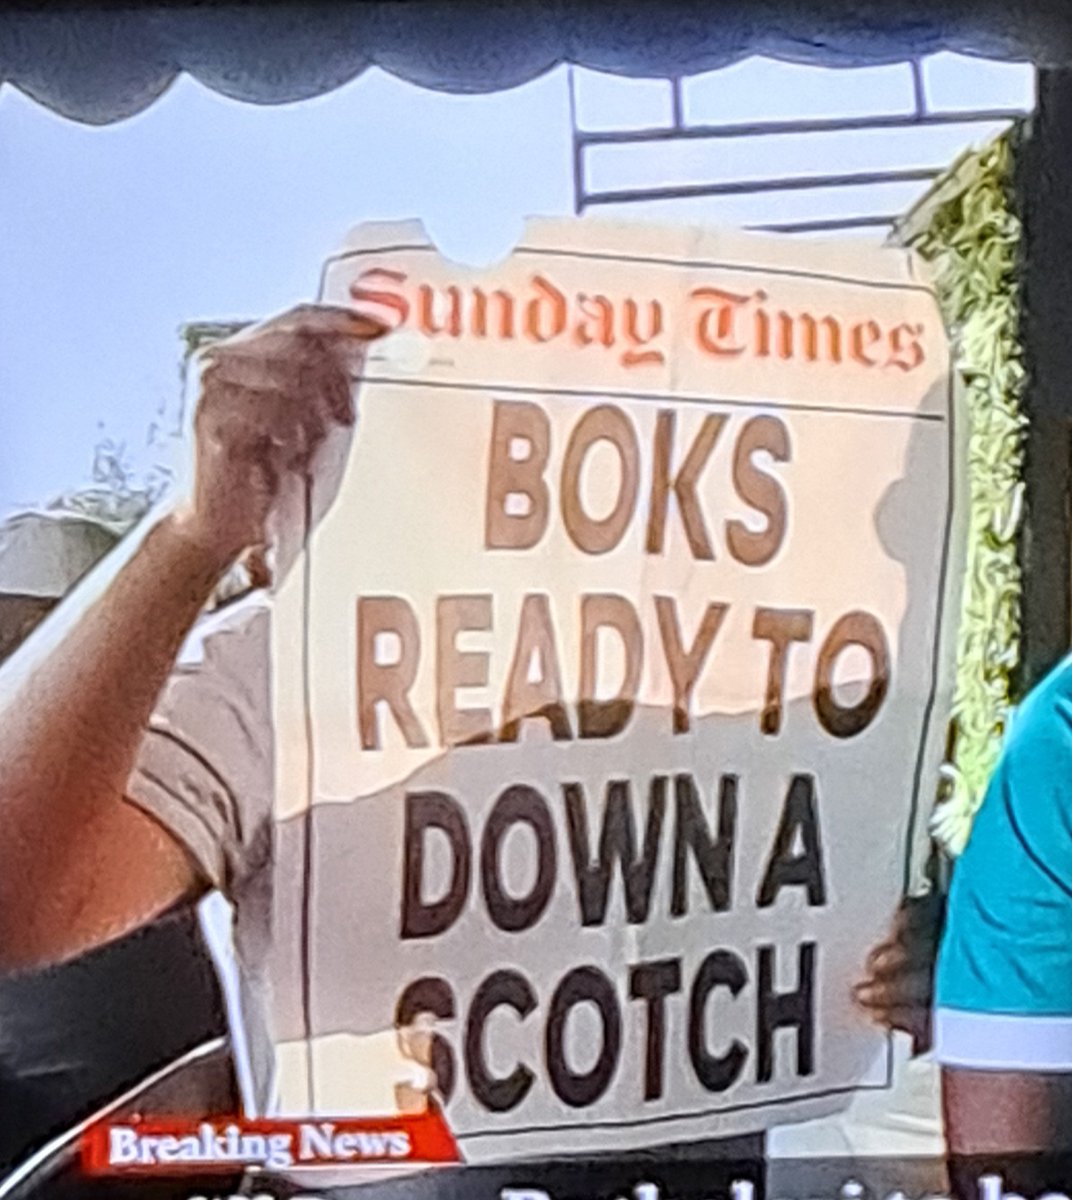 Sunday Times
BOKS
READY TO
DOWN A
SCOTCH
Breaking News